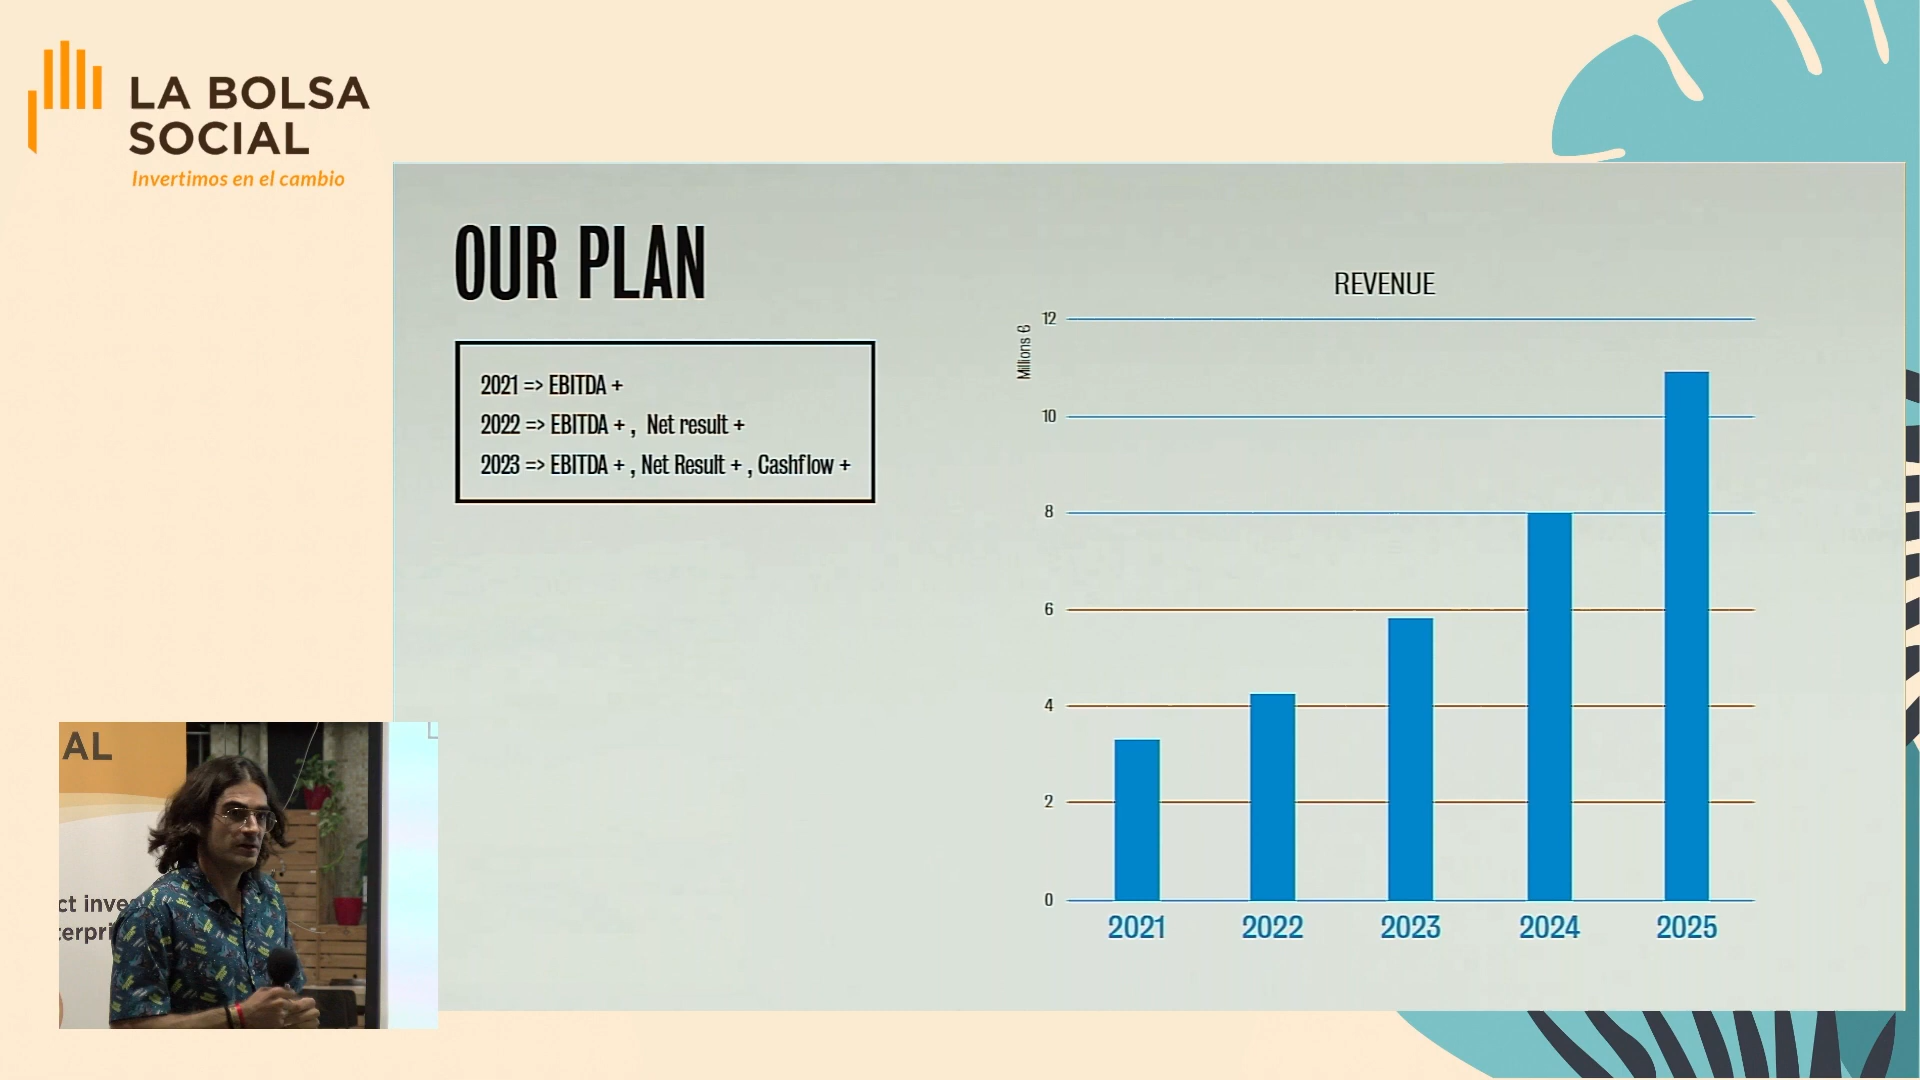 LA BOLSA
SOCIAL
Invertimos en el cambio
OUR PLAN
2021 => EBITDA +
2022 => EBITDA + , Net result +
2023 => EBITDA + , Net Result + , Cashflow +
REVENUE
Millions €
12
10
8
6
4
2
0
2021 2022 2023 2024 2025
AL
ct inve
terpri